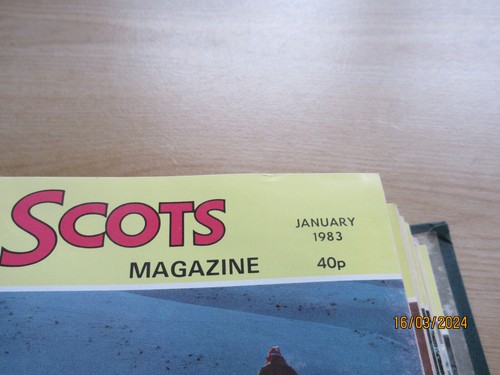 SCOTS
JANUARY
1983
MAGAZINE
40p
16/03/2024